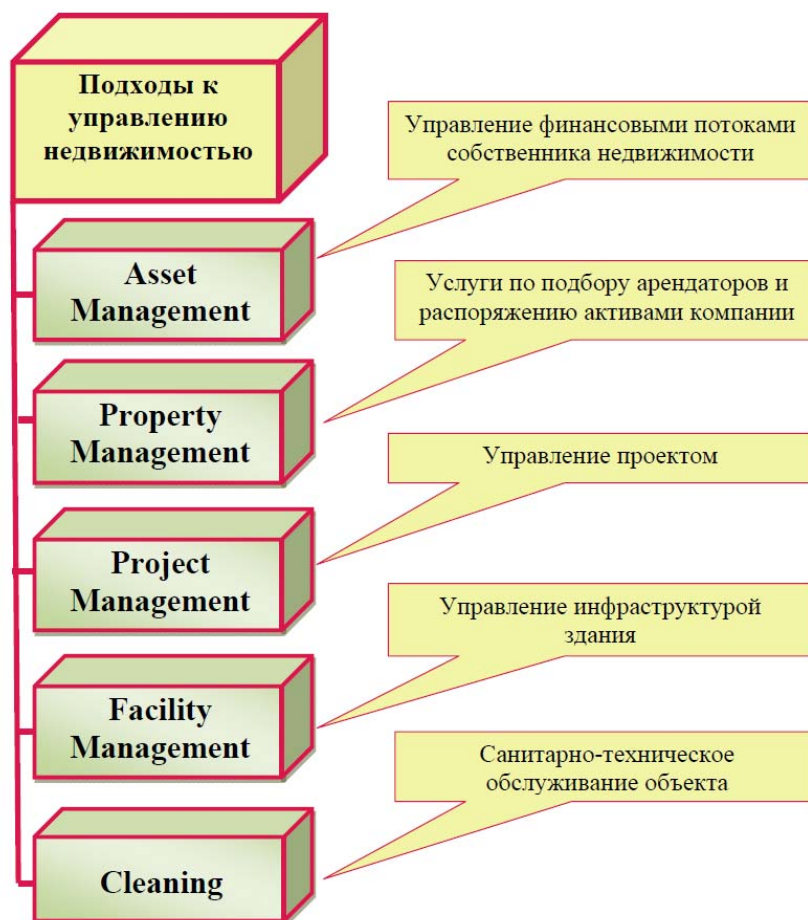 Подходы к
управлению
недвижимостью
Управление финансовыми потоками
собственника недвижимости
Asset
Management
Услуги по подбору арендаторов и
распоряжению активами компании
Property
Management
Управление проектом
Project
Management
Управление инфраструктурой
здания
Facility
Management
Санитарно-техническое
обслуживание объекта
Cleaning